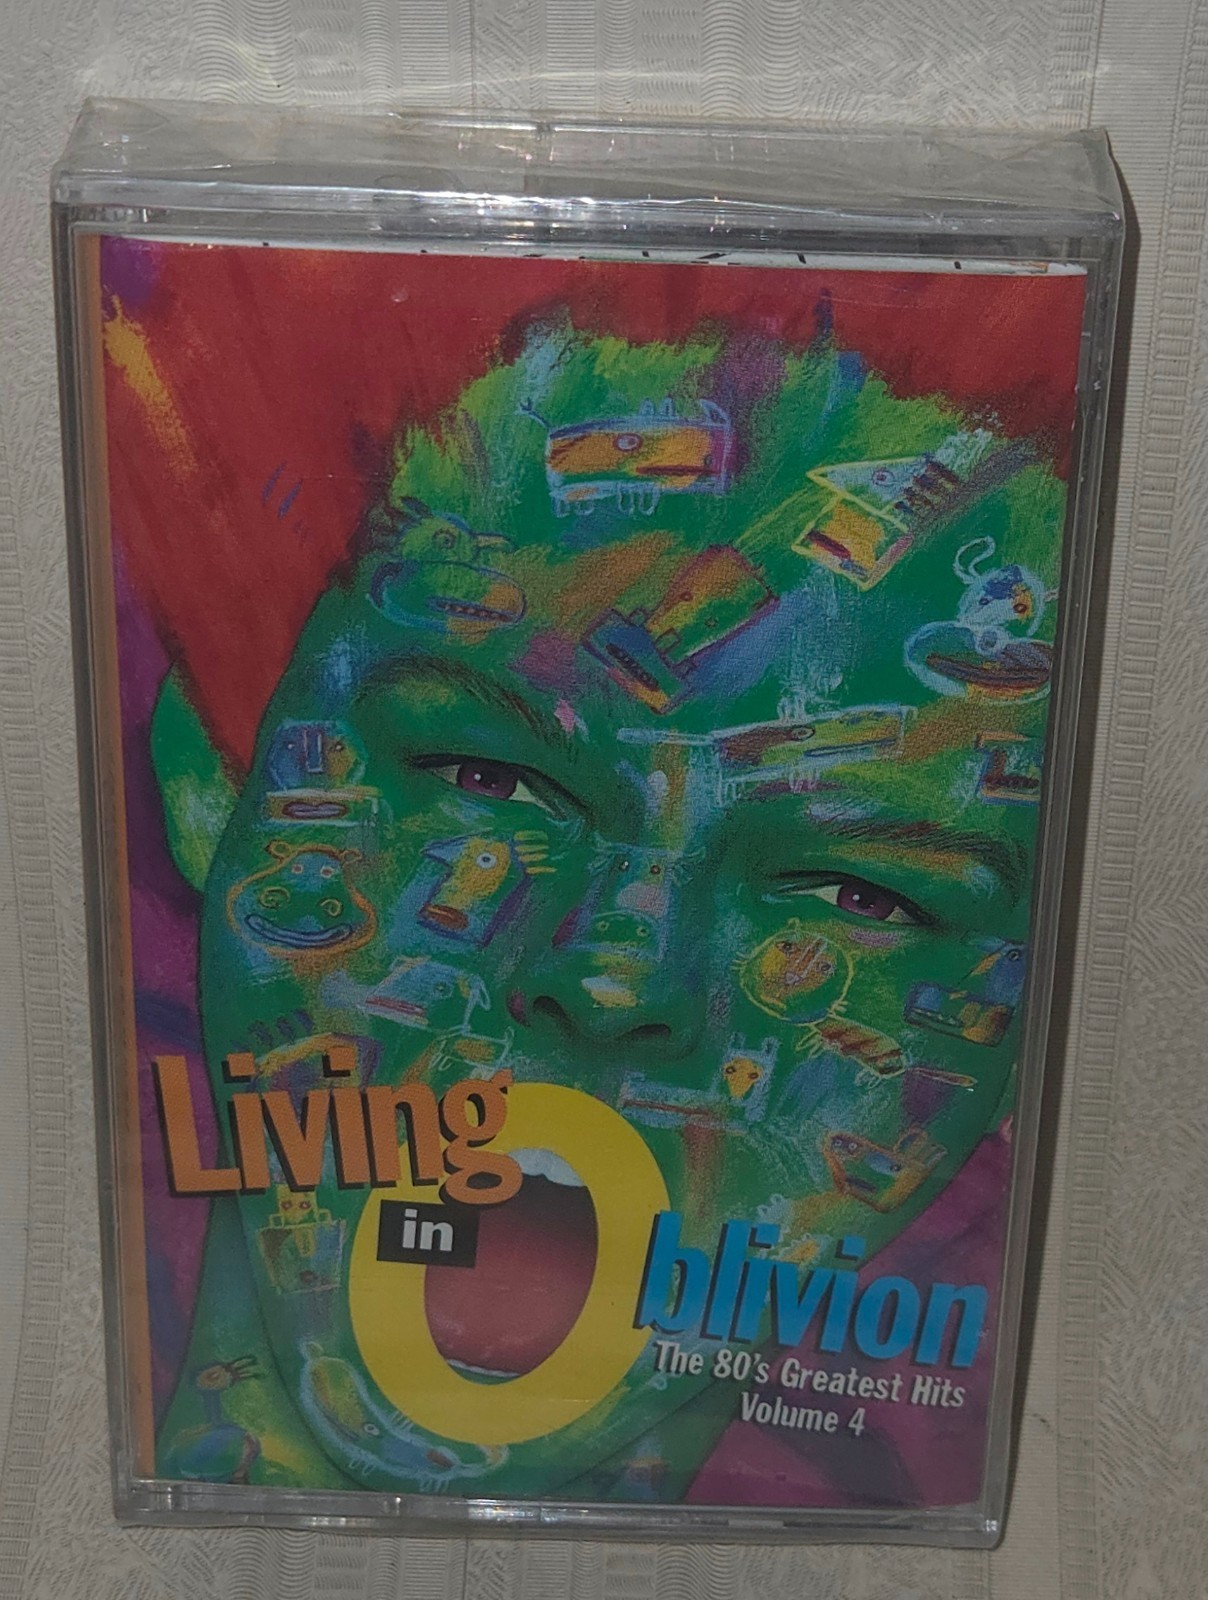 Living
in
Oblivion
The 80's Greatest Hits
Volume 4